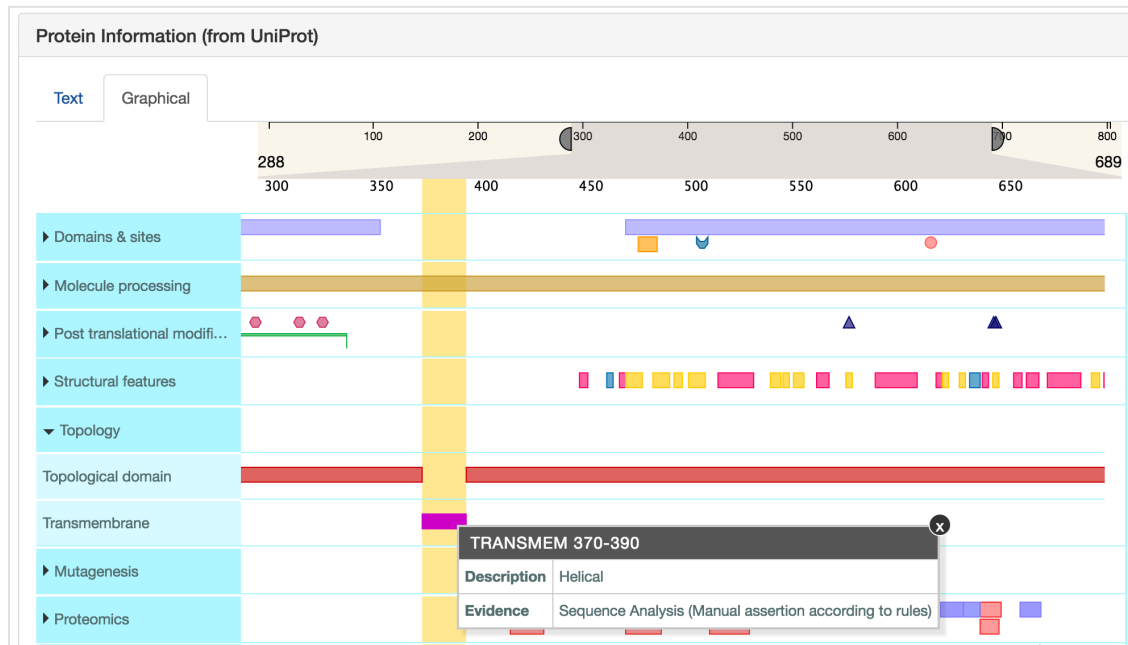 Protein Information (from UniProt)
Text Graphical
100 200 300 400 500 600 700 800
288 689
300 350 400 450 500 550 600 650
Domains & sites
Molecule processing
Post translational modifi...
Structural features
Topology
Topological domain
Transmembrane
x
TRANSMEM 370-390
Description Helical
Mutagenesis
Evidence Sequence Analysis (Manual assertion according to rules)
Proteomics